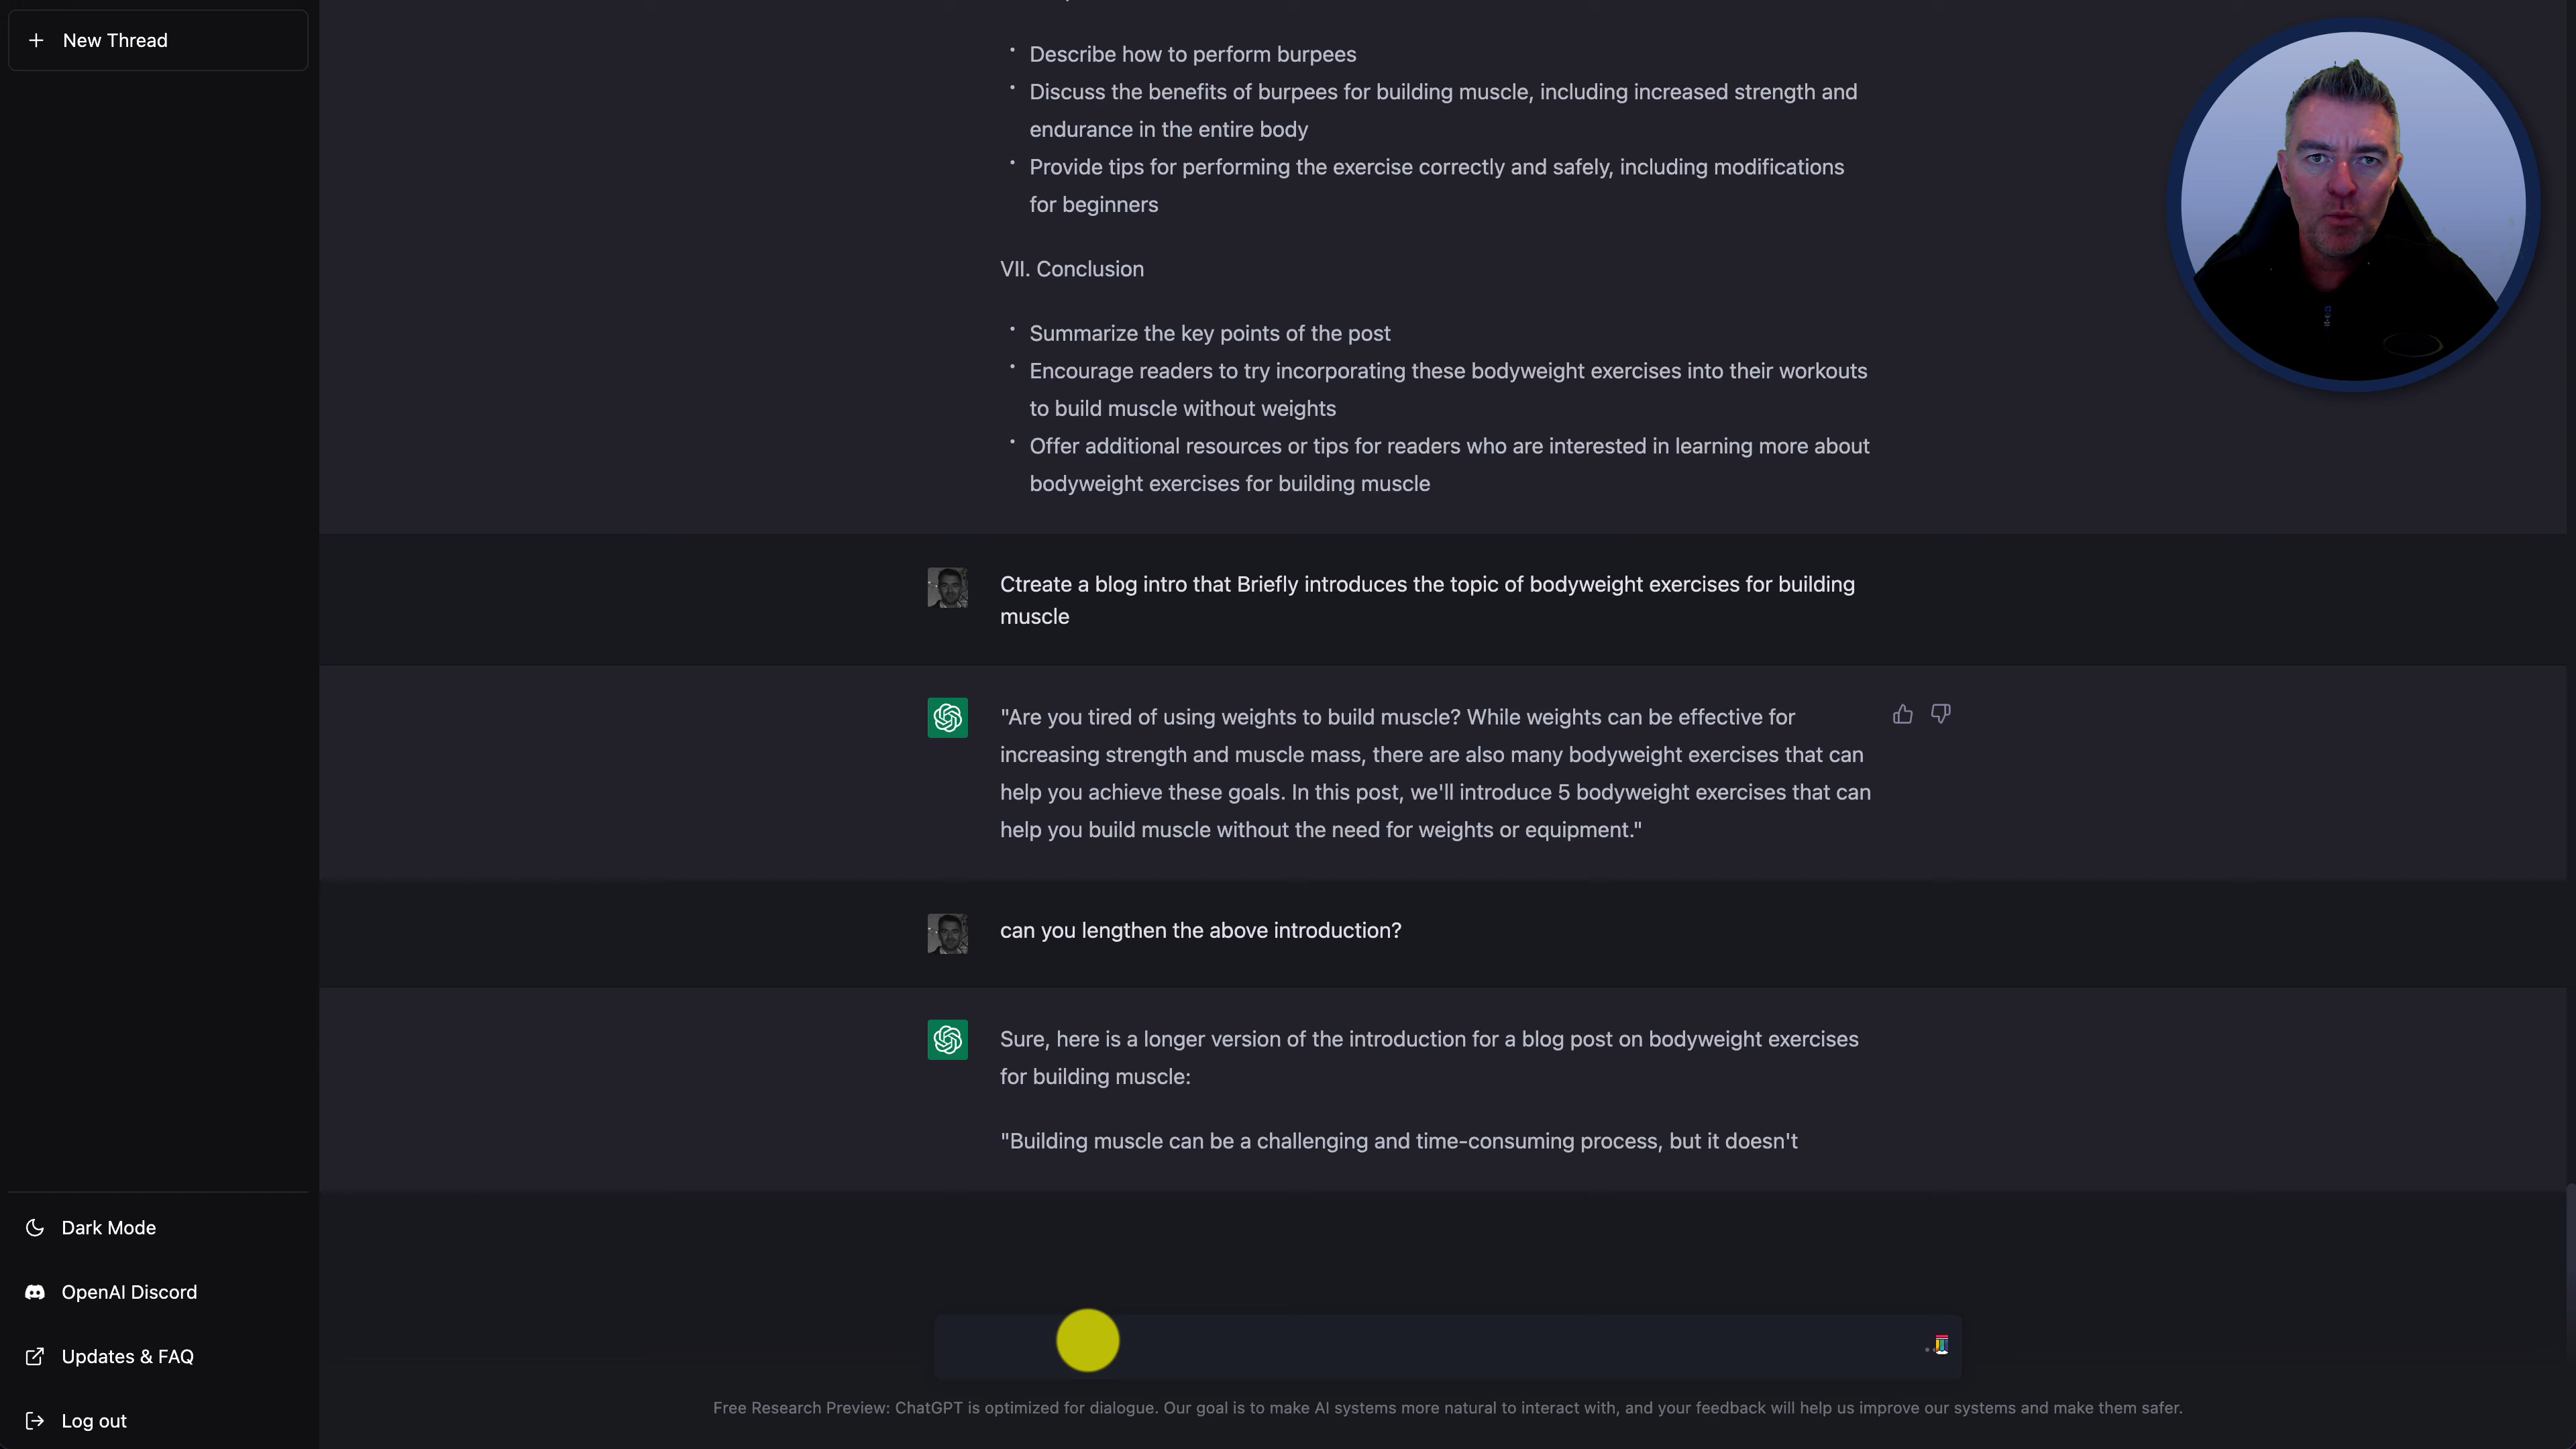 New Thread
• Describe how to perform burpees
• Discuss the benefits of burpees for building muscle, including increased strength and
endurance in the entire body
• Provide tips for performing the exercise correctly and safely, including modifications
for beginners
VII. Conclusion
• Summarize the key points of the post
• Encourage readers to try incorporating these bodyweight exercises into their workouts
to build muscle without weights
• Offer additional resources or tips for readers who are interested in learning more about
bodyweight exercises for building muscle
Ctreate a blog intro that Briefly introduces the topic of bodyweight exercises for building
muscle
"Are you tired of using weights to build muscle? While weights can be effective for
increasing strength and muscle mass, there are also many bodyweight exercises that can
help you achieve these goals. In this post, we'll introduce 5 bodyweight exercises that can
help you build muscle without the need for weights or equipment."
can you lengthen the above introduction?
Sure, here is a longer version of the introduction for a blog post on bodyweight exercises
for building muscle:
"Building muscle can be a challenging and time-consuming process, but it doesn't
Dark Mode
OpenAI Discord
Updates & FAQ
Log out
Free Research Preview: ChatGPT is optimized for dialogue. Our goal is to make AI systems more natural to interact with, and your feedback will help us improve our systems and make them safer.